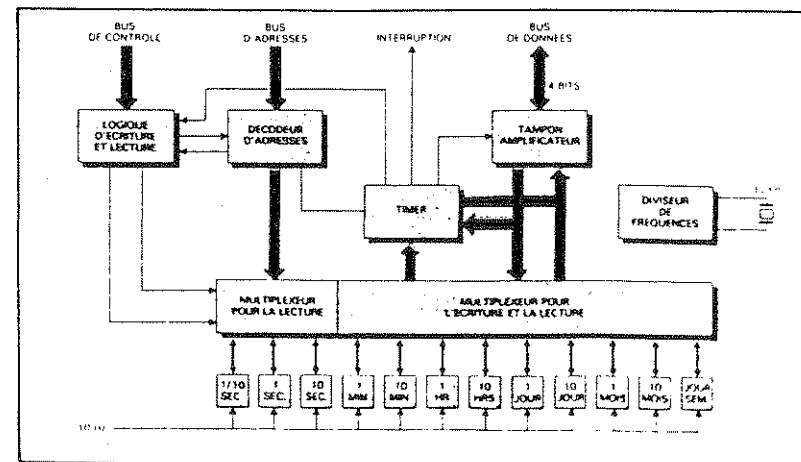 BUS
DE CONTROLE
BUS
D'ADRESSES
INTERRUPTION
BUS
DE DONNÉES
4 BITS
LOGIQUE
D'ECRITURE
ET LECTURE
DECODEUR
D'ADRESSES
TAMPON
AMPLIFICATEUR
TIMER
DIVISEUR
DE
FREQUENCES
MULTIPLEXEUR
POUR LA LECTURE
MULTIPLEXEUR POUR
L'ECRITURE ET LA LECTURE
1/10
SEC
1
SEC.
10
SEC.
1
MIN
10
MIN
1
HR
10
HRS
1
JOUR
10
JOUR
1
MOIS
10
MOIS
JOUR
SEM.